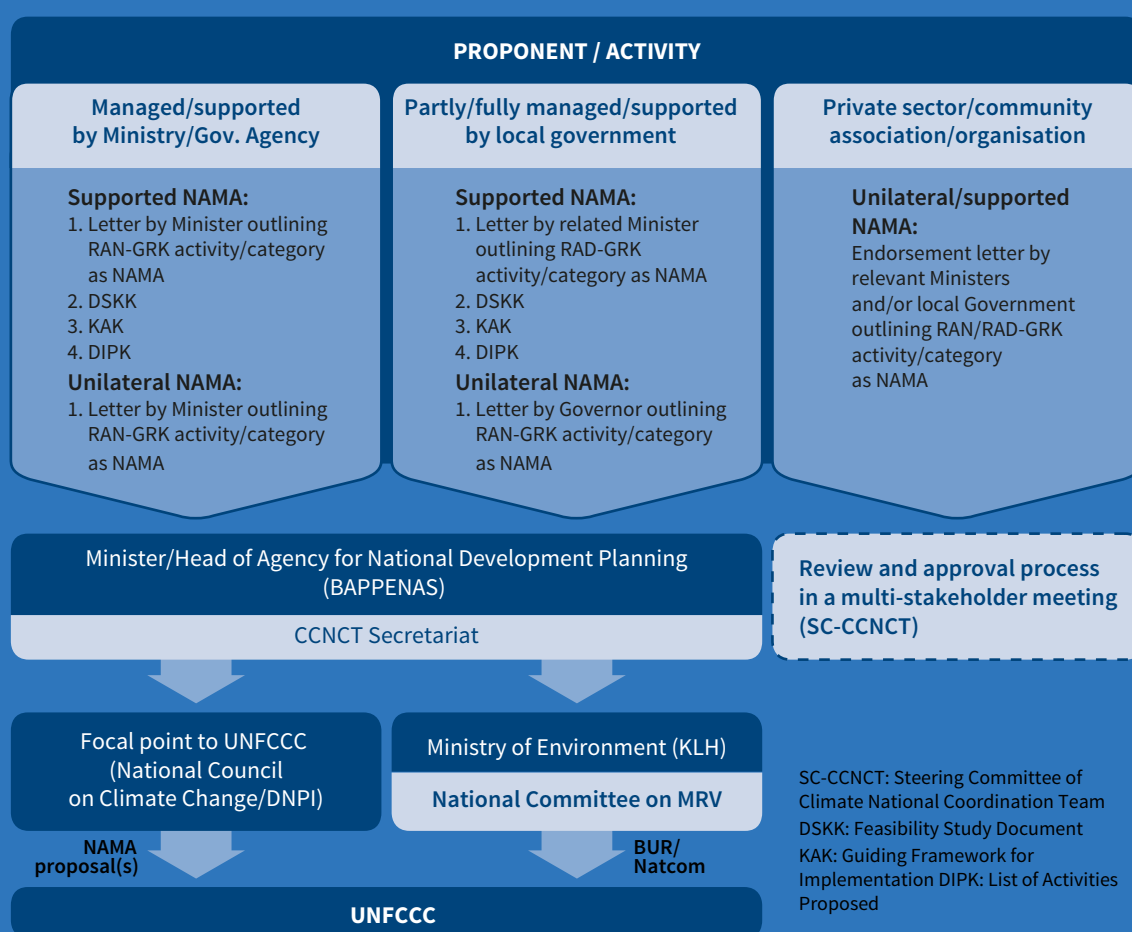 PROPONENT / ACTIVITY
Managed/supported
by Ministry/Gov. Agency
Supported NAMA:
1. Letter by Minister outlining
RAN-GRK activity/category
as NAMA
2. DSKK
3. KAK
4. DIPK
Unilateral NAMA:
1. Letter by Minister outlining
RAN-GRK activity/category
as NAMA
Partly/fully managed/supported
by local government
Supported NAMA:
1. Letter by related Minister
outlining RAD-GRK
activity/category as NAMA
2. DSKK
3. KAK
4. DIPK
Unilateral NAMA:
1. Letter by Governor outlining
RAN-GRK activity/category
as NAMA
Private sector/community
association/organisation
Unilateral/supported
NAMA:
Endorsement letter by
relevant Ministers
and/or local Government
outlining RAN/RAD-GRK
activity/category
as NAMA
Minister/Head of Agency for National Development Planning
(BAPPENAS)
CCNCT Secretariat
Review and approval process
in a multi-stakeholder meeting
(SC-CCNCT)
Focal point to UNFCCC
(National Council
on Climate Change/DNPI)
Ministry of Environment (KLH)
National Committee on MRV
NAMA
proposal(s)
BUR/
Natcom
UNFCCC
SC-CCNCT: Steering Committee of
Climate National Coordination Team
DSKK: Feasibility Study Document
KAK: Guiding Framework for
Implementation DIPK: List of Activities
Proposed